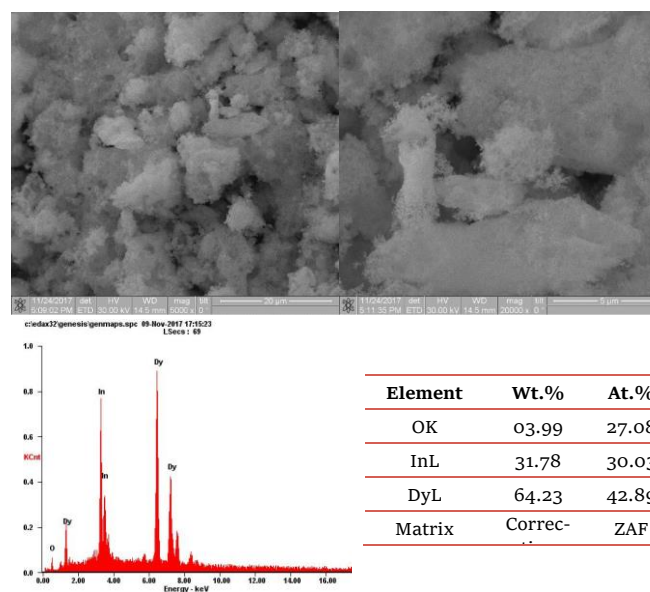 11/24/2017 det HV WD mag tilt
5:09:02 PM ETD 30.00 kV 14.5 mm 5000 x 0° 20 µm
11/24/2017 det HV WD mag tilt
5:11:35 PM ETD 30.00 kV 14.5 mm 20000 x 0° 5 µm
c:\edax32\genesis\genmaps.spc 09-Nov-2017 17:15:23
LSecs : 69
1.0
0.8
0.6
KCnt
0.4
0.2
0.0
Dy
In
In
Dy
Dy
O
0.00 2.00 4.00 6.00 8.00 10.00 12.00 14.00 16.00
Energy - keV
Element Wt.% At.%
OK 03.99 27.08
InL 31.78 30.03
DyL 64.23 42.89
Matrix Correc- ZAF